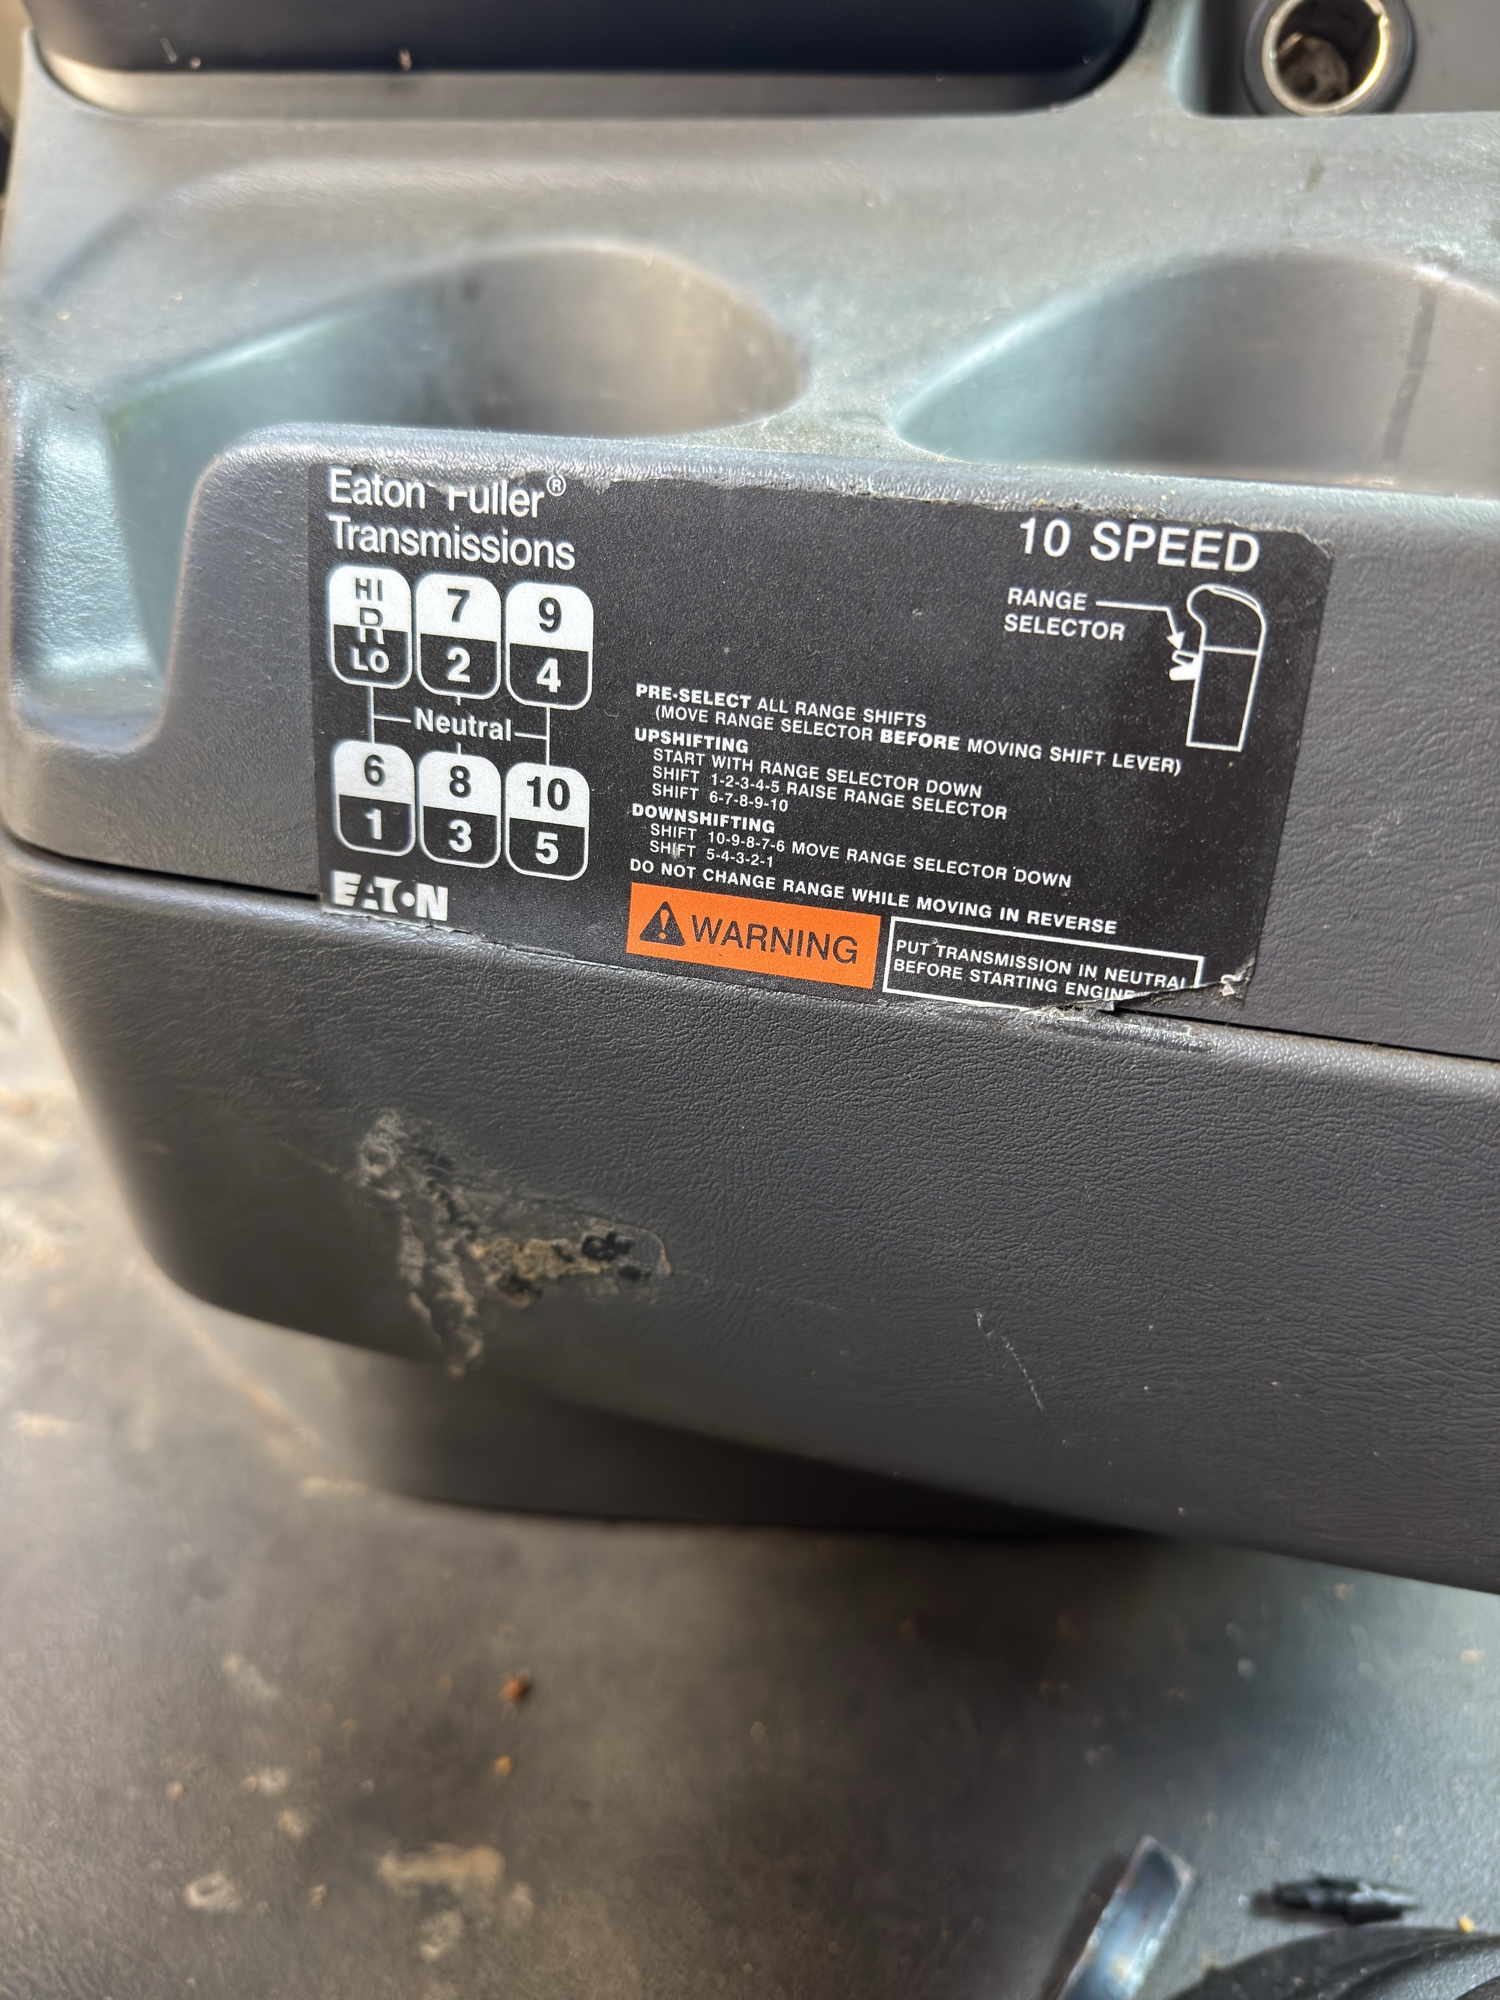 Eaton Fuller®
Transmissions
10 SPEED
HI
R
LO
7
2
9
4
Neutral
6
1
8
3
10
5
EATON
RANGE
SELECTOR
PRE-SELECT ALL RANGE SHIFTS
(MOVE RANGE SELECTOR BEFORE MOVING SHIFT LEVER)
UPSHIFTING
START WITH RANGE SELECTOR DOWN
SHIFT 1-2-3-4-5 RAISE RANGE SELECTOR
SHIFT 6-7-8-9-10
DOWNSHIFTING
SHIFT 10-9-8-7-6 MOVE RANGE SELECTOR DOWN
SHIFT 5-4-3-2-1
DO NOT CHANGE RANGE WHILE MOVING IN REVERSE
WARNING
PUT TRANSMISSION IN NEUTRAL
BEFORE STARTING ENGINE